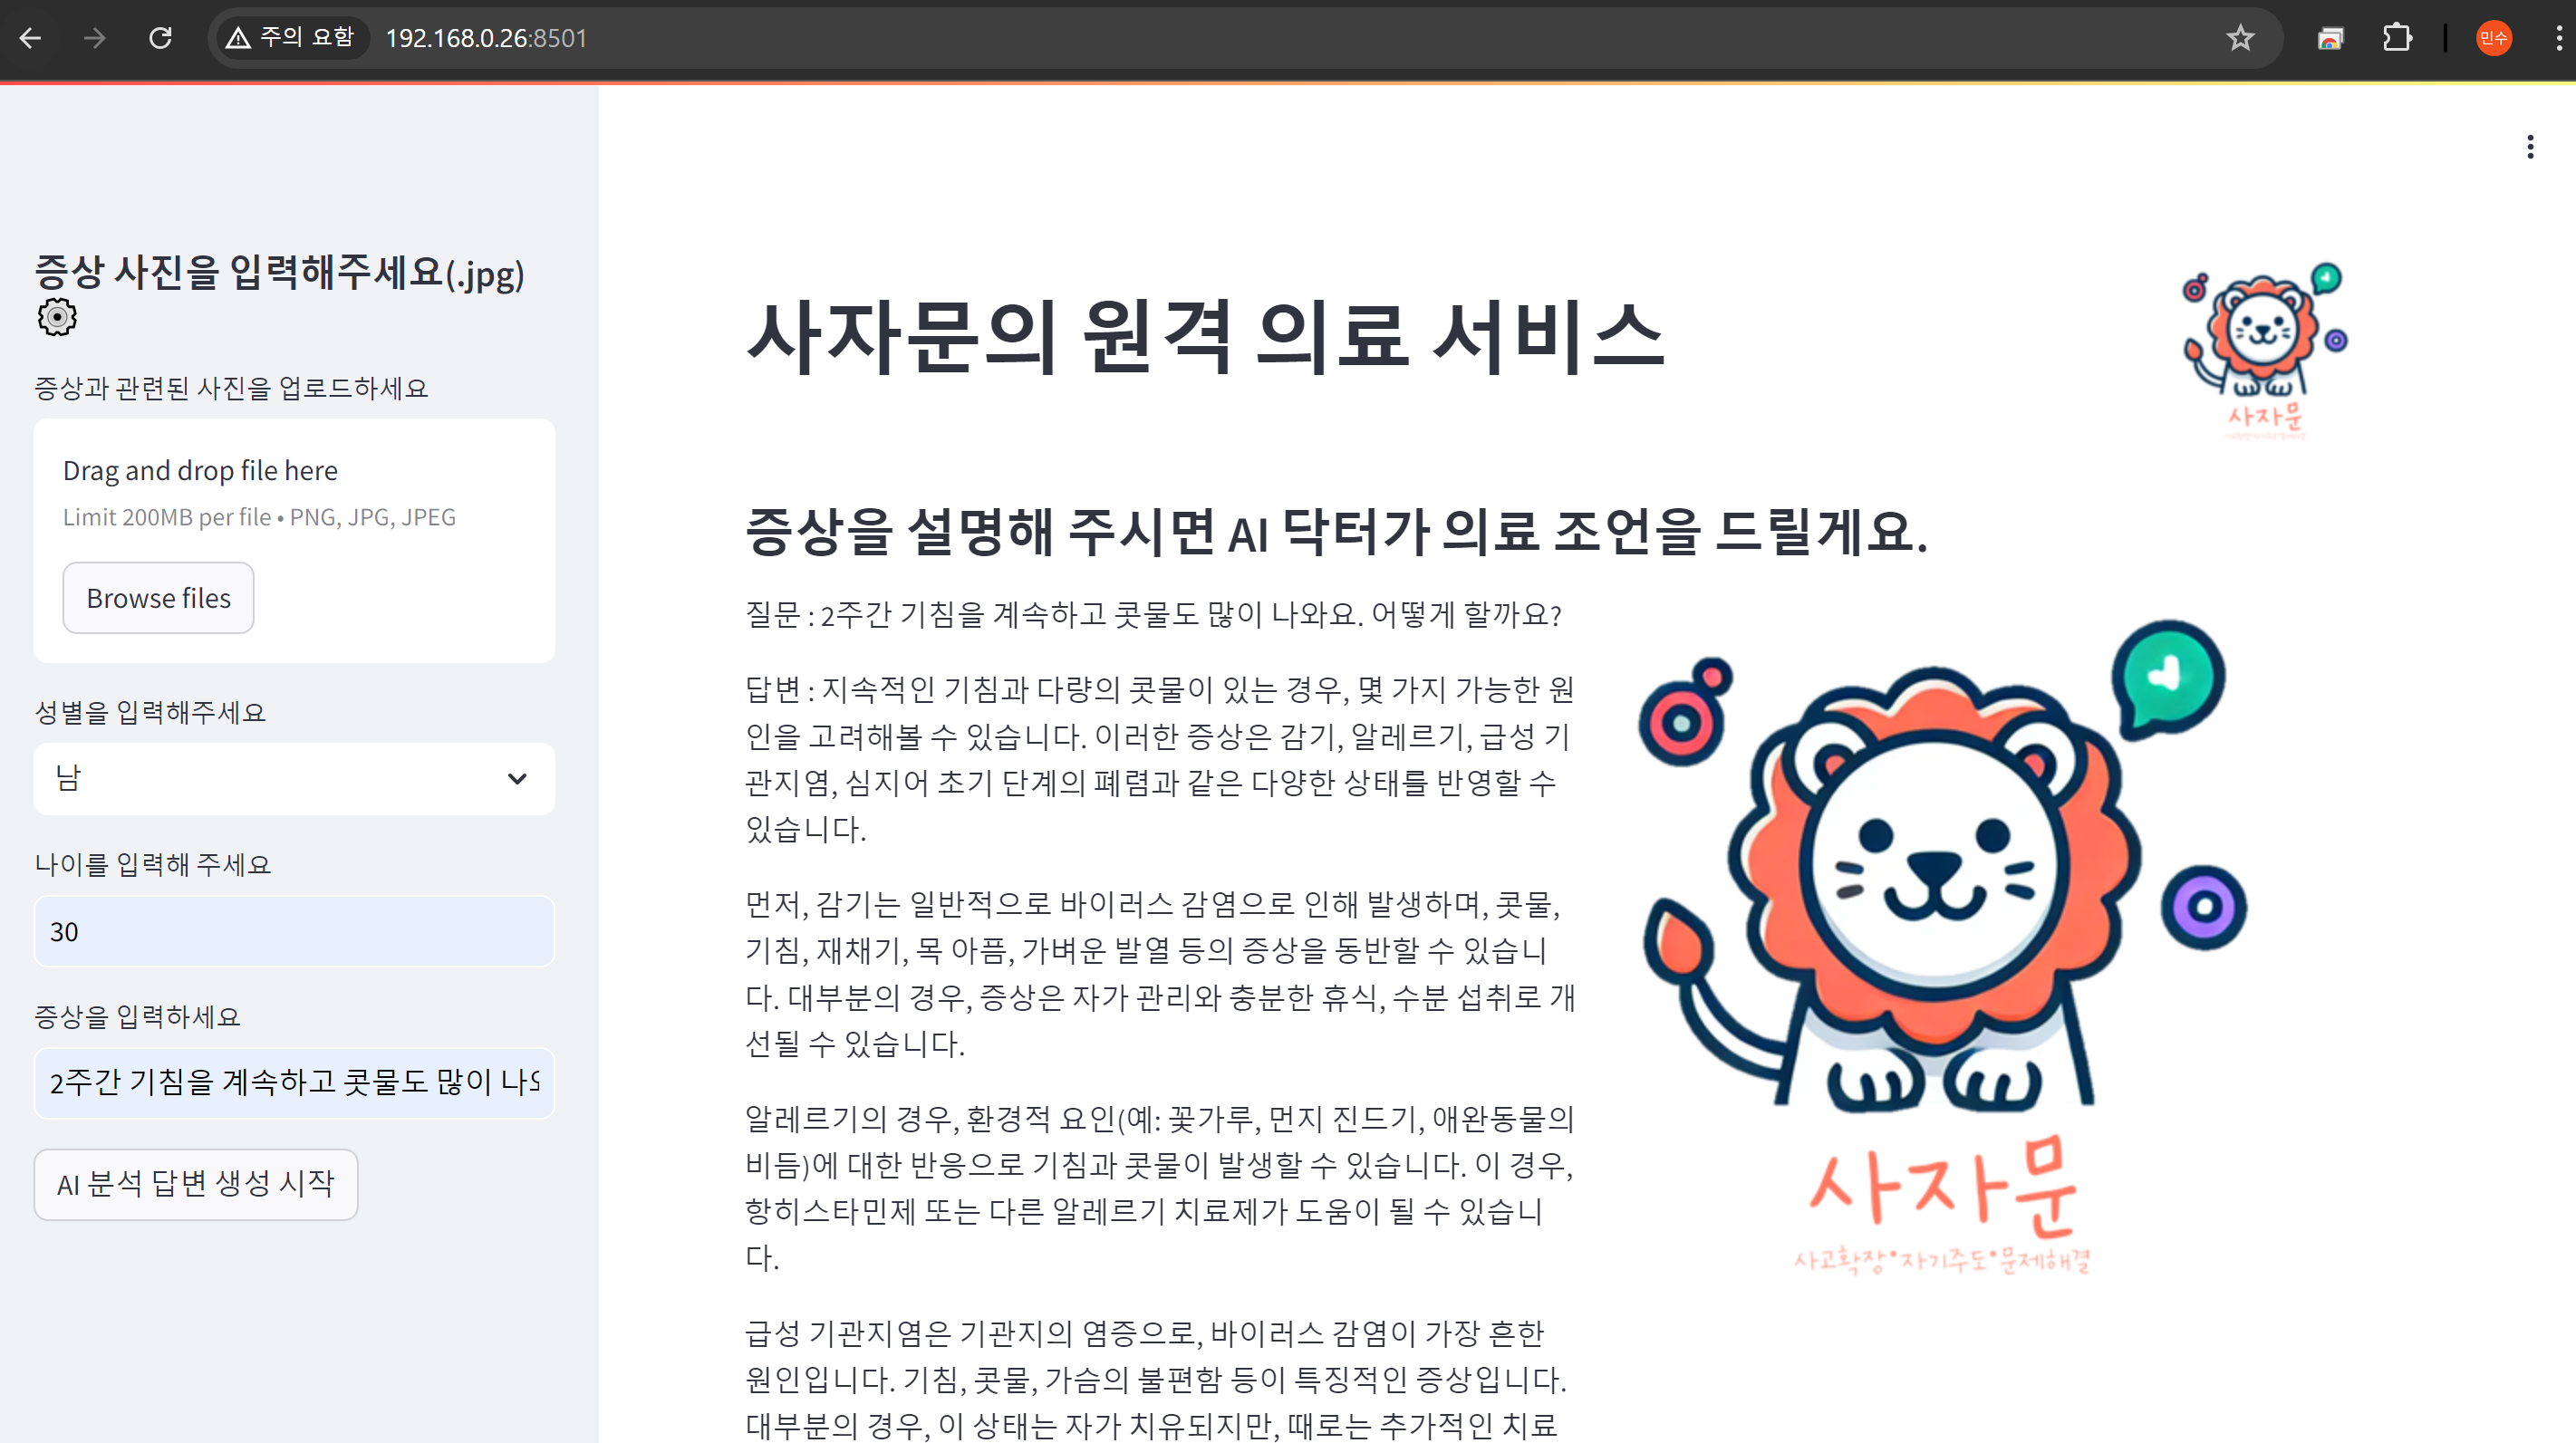 주의 요함
192.168.0.26:8501
민수
증상 사진을 입력해주세요(.jpg)
증상과 관련된 사진을 업로드하세요
Drag and drop file here
Limit 200MB per file • PNG, JPG, JPEG
Browse files
성별을 입력해주세요
남
나이를 입력해 주세요
30
증상을 입력하세요
2주간 기침을 계속하고 콧물도 많이 나
AI 분석 답변 생성 시작
사자문의 원격 의료 서비스
사자문
증상을 설명해 주시면 AI 닥터가 의료 조언을 드릴게요.
질문 : 2주간 기침을 계속하고 콧물도 많이 나와요. 어떻게 할까요?
답변 : 지속적인 기침과 다량의 콧물이 있는 경우, 몇 가지 가능한 원
인을 고려해볼 수 있습니다. 이러한 증상은 감기, 알레르기, 급성 기
관지염, 심지어 초기 단계의 폐렴과 같은 다양한 상태를 반영할 수
있습니다.
먼저, 감기는 일반적으로 바이러스 감염으로 인해 발생하며, 콧물,
기침, 재채기, 목 아픔, 가벼운 발열 등의 증상을 동반할 수 있습니
다. 대부분의 경우, 증상은 자가 관리와 충분한 휴식, 수분 섭취로 개
선될 수 있습니다.
알레르기의 경우, 환경적 요인(예: 꽃가루, 먼지 진드기, 애완동물의
비듬)에 대한 반응으로 기침과 콧물이 발생할 수 있습니다. 이 경우,
항히스타민제 또는 다른 알레르기 치료제가 도움이 될 수 있습니
다.
급성 기관지염은 기관지의 염증으로, 바이러스 감염이 가장 흔한
원인입니다. 기침, 콧물, 가슴의 불편함 등이 특징적인 증상입니다.
대부분의 경우, 이 상태는 자가 치유되지만, 때로는 추가적인 치료
사자문
사고확장*자기주도*문제해결